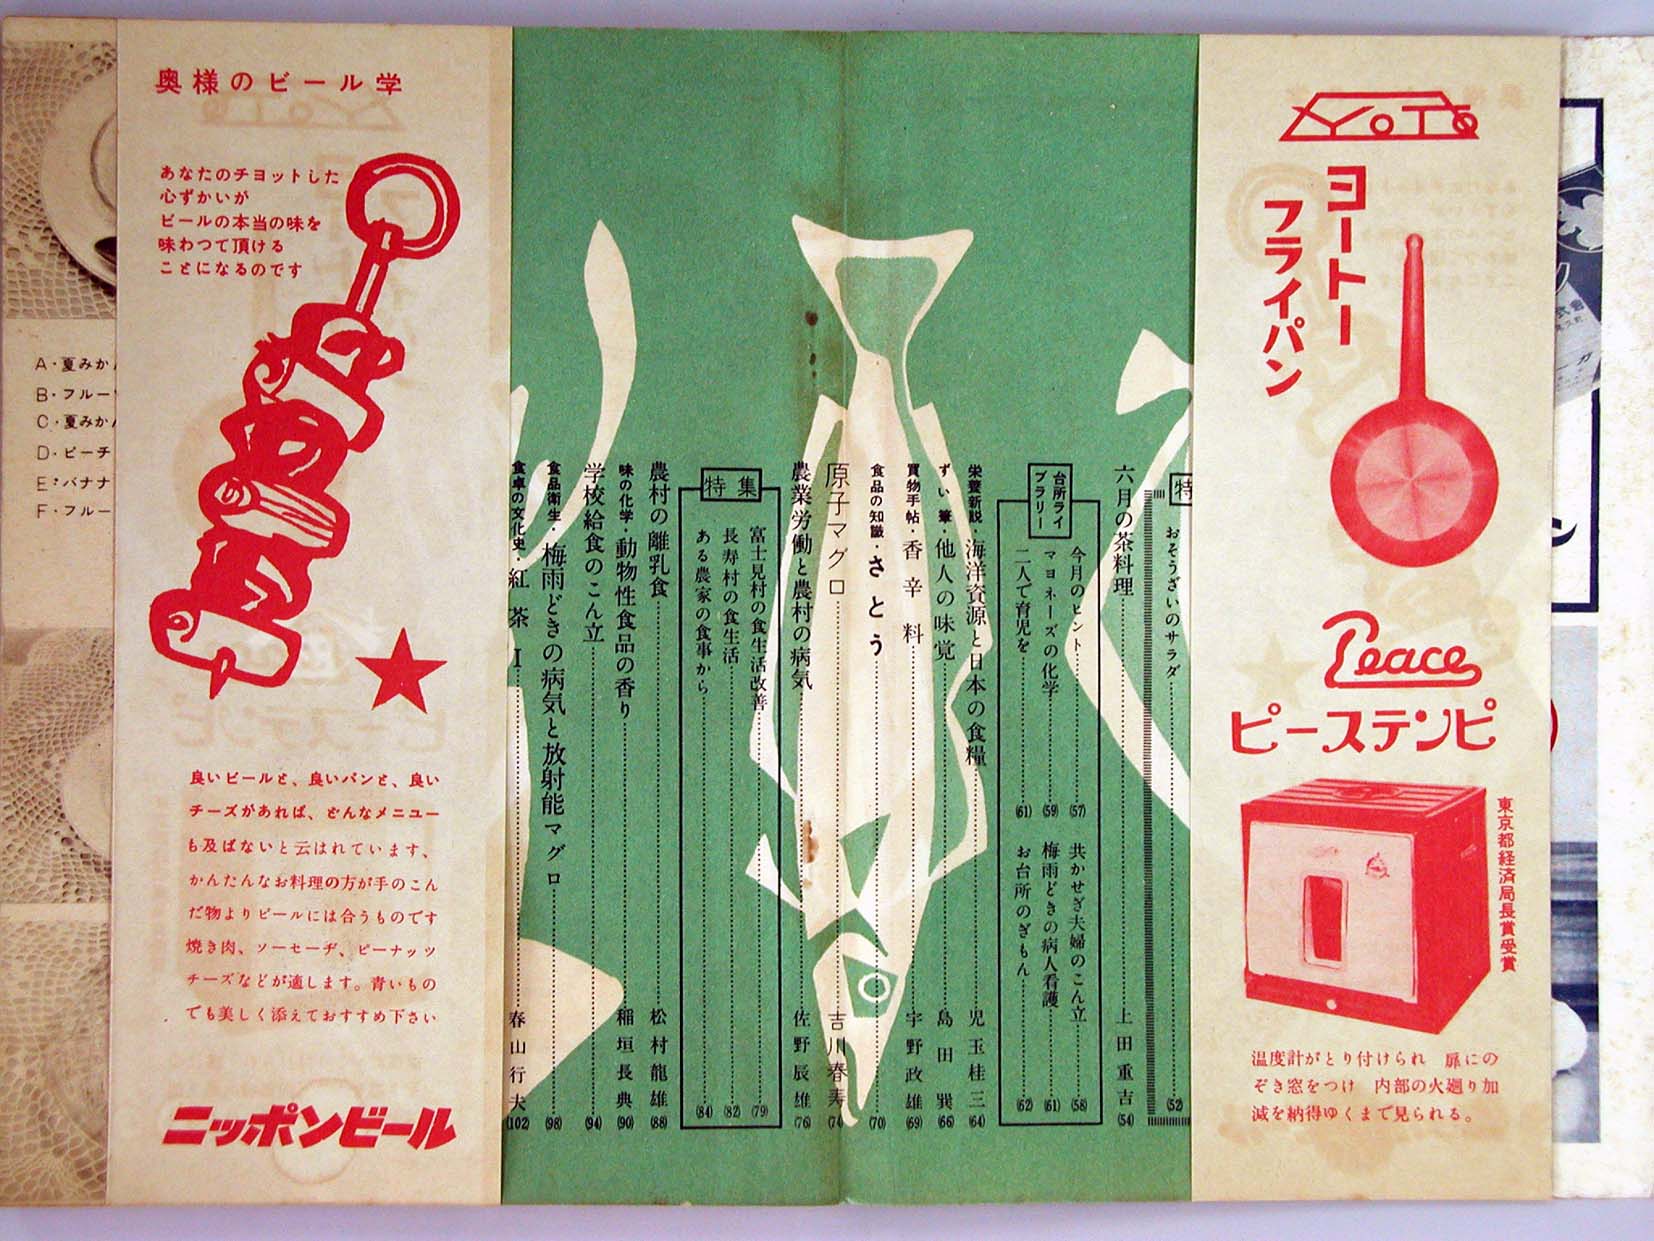 奥様のビール学
あなたのチヨットした
心ずかいが
ビールの本当の味を
味わつて頂ける
ことになるのです
良いビールと、良いパンと、良い
チーズがあれば、どんなメニユー
も及ばないと云はれています、
かんたんなお料理の方が手のこん
だ物よりビールには合うものです
焼き肉、ソーセーヂ、ピーナッツ
チーズなどが適します。青いもの
でも美しく添えておすすめ下さい
ニッポンビール
A・夏みか
B・フルー
C・夏みか
D・ピーチ
E・バナナ
F・フルー
特
おそうざいのサラダ (52)
六月の茶料理 上田重吉 (54)
台所ライブラリー
今月のヒント (57)
マヨネーズの化学 (59)
二人で育児を (61)
共かせぎ夫婦のこん立 (58)
梅雨どきの病人看護 (61)
お台所のぎもん (62)
栄養新説・海洋資源と日本の食糧 児玉桂三 (64)
ずい筆・他人の味覚 島田巽 (66)
買物手帖・香辛料 宇野政雄 (69)
食品の知識・さとう (70)
原子マグロ 吉川春寿 (74)
農業労働と農村の病気 佐野辰雄 (76)
特集
富士見村の食生活改善 (79)
長寿村の食生活 (82)
ある農家の食事から (84)
農村の離乳食 松村龍雄 (88)
味の化学・動物性食品の香り 稲垣長典 (90)
学校給食のこん立 (94)
食品衛生・梅雨どきの病気と放射能マグロ (98)
食卓の文化史・紅茶 I 春山行夫 (102)
YOTO
ヨートー
フライパン
Peace
ピーステンピ
東京都経済局長賞受賞
温度計がとり付けられ 扉にの
ぞき窓をつけ 内部の火廻り加
減を納得ゆくまで見られる。